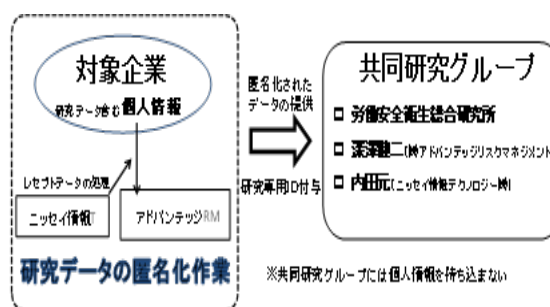 対象企業
研究データ含む個人情報
レセプトデータの処理
ニッセイ情報T
アドバンテッジRM
研究データの匿名化作業
匿名化された
データの提供
研究専用ID付与
共同研究グループ
□ 労働安全衛生総合研究所
□ 深澤健二(㈱アドバンテッジリスクマネジメント
□ 内田元(ニッセイ情報テクノロジー㈱)
※共同研究グループには個人情報を持ち込まない